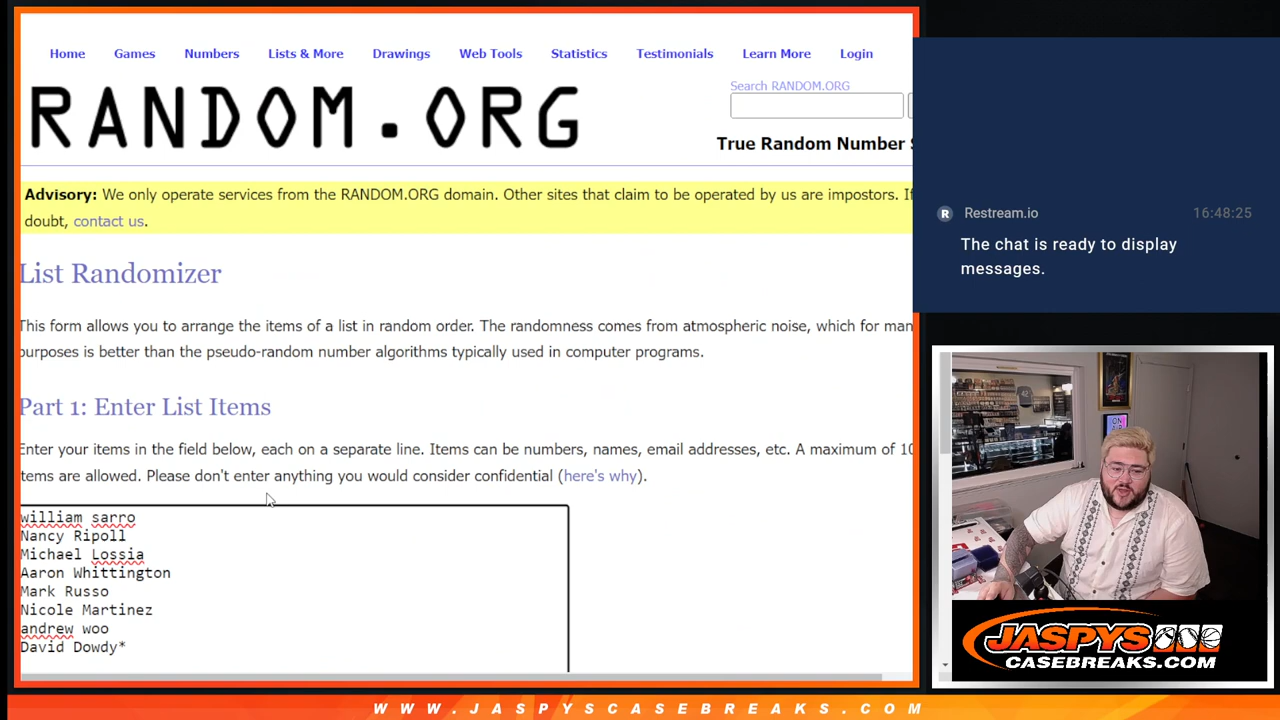 Home Games Numbers Lists & More Drawings Web Tools Statistics Testimonials Learn More Login
RANDOM.ORG
Search RANDOM.ORG
True Random Number S
Advisory: We only operate services from the RANDOM.ORG domain. Other sites that claim to be operated by us are impostors. If
doubt, contact us.
List Randomizer
This form allows you to arrange the items of a list in random order. The randomness comes from atmospheric noise, which for man
purposes is better than the pseudo-random number algorithms typically used in computer programs.
Part 1: Enter List Items
Enter your items in the field below, each on a separate line. Items can be numbers, names, email addresses, etc. A maximum of 10
items are allowed. Please don't enter anything you would consider confidential (here's why).
william sarro
Nancy Ripoll
Michael Lossia
Aaron Whittington
Mark Russo
Nicole Martinez
andrew woo
David Dowdy*
R Restream.io 16:48:25
The chat is ready to display
messages.
42
ON
AIR
JASPYS
CASEBREAKS.COM
WWW.JASPYSCASEBREAKS.COM